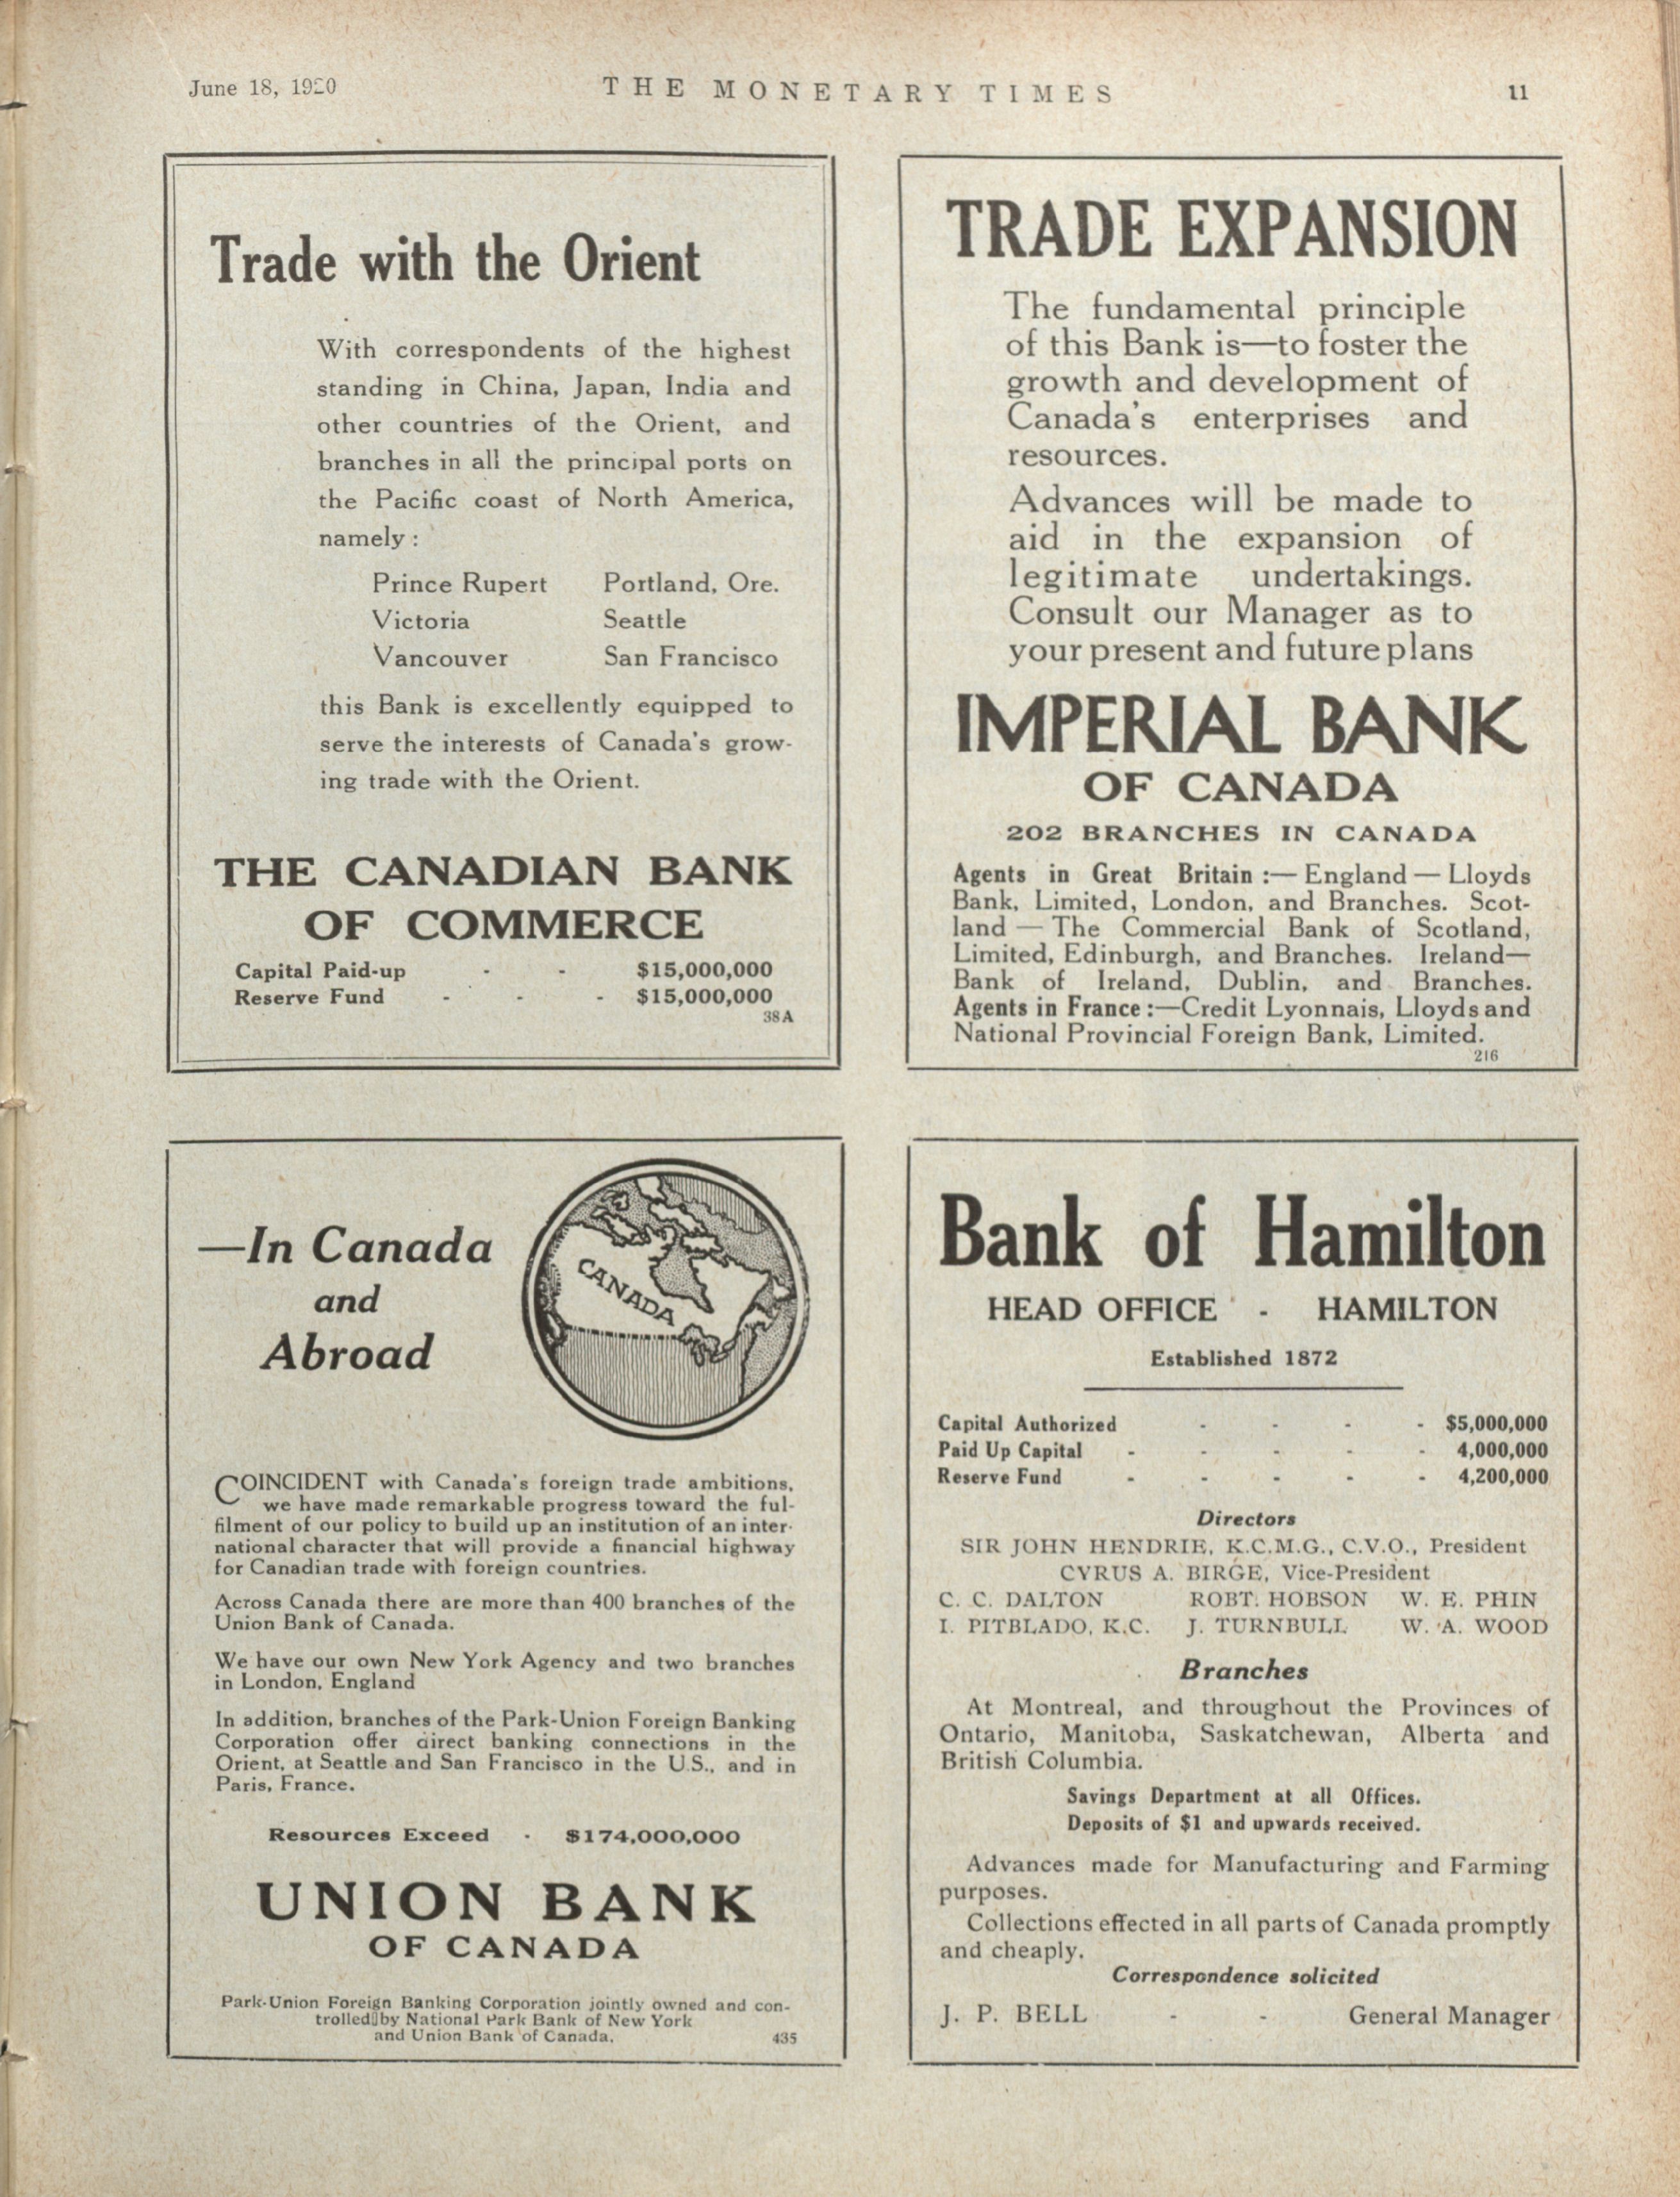 June 18, 1920
THE MONETARY TIMES
11
Trade with the Orient
With correspondents of the highest
standing in China, Japan, India and
other countries of the Orient, and
branches in all the principal ports on
the Pacific coast of North America,
namely :
Prince Rupert Portland, Ore.
Victoria Seattle
Vancouver San Francisco
this Bank is excellently equipped to
serve the interests of Canada's grow-
ing trade with the Orient.
THE CANADIAN BANK
OF COMMERCE
Capital Paid-up - - $15,000,000
Reserve Fund - - - $15,000,000
38A
TRADE EXPANSION
The fundamental principle
of this Bank is—to foster the
growth and development of
Canada's enterprises and
resources.
Advances will be made to
aid in the expansion of
legitimate undertakings.
Consult our Manager as to
your present and future plans
IMPERIAL BANK
OF CANADA
202 BRANCHES IN CANADA
Agents in Great Britain :— England — Lloyds
Bank, Limited, London, and Branches. Scot-
land — The Commercial Bank of Scotland,
Limited, Edinburgh, and Branches. Ireland—
Bank of Ireland, Dublin, and Branches.
Agents in France :—Credit Lyonnais, Lloyds and
National Provincial Foreign Bank, Limited.
216
—In Canada
and
Abroad
CANADA
COINCIDENT with Canada's foreign trade ambitions,
we have made remarkable progress toward the ful-
filment of our policy to build up an institution of an inter-
national character that will provide a financial highway
for Canadian trade with foreign countries.
Across Canada there are more than 400 branches of the
Union Bank of Canada.
We have our own New York Agency and two branches
in London, England
In addition, branches of the Park-Union Foreign Banking
Corporation offer direct banking connections in the
Orient, at Seattle and San Francisco in the U.S., and in
Paris, France.
Resources Exceed - $174,000,000
UNION BANK
OF CANADA
Park-Union Foreign Banking Corporation jointly owned and con-
trolled by National Park Bank of New York
and Union Bank of Canada.
435
Bank of Hamilton
HEAD OFFICE - HAMILTON
Established 1872
Capital Authorized - - - - $5,000,000
Paid Up Capital - - - - - 4,000,000
Reserve Fund - - - - - 4,200,000
Directors
SIR JOHN HENDRIE, K.C.M.G., C.V.O., President
CYRUS A. BIRGE, Vice-President
C. C. DALTON ROBT. HOBSON W. E. PHIN
I. PITBLADO, K.C. J. TURNBULL W. A. WOOD
Branches
At Montreal, and throughout the Provinces of
Ontario, Manitoba, Saskatchewan, Alberta and
British Columbia.
Savings Department at all Offices.
Deposits of $1 and upwards received.
Advances made for Manufacturing and Farming
purposes.
Collections effected in all parts of Canada promptly
and cheaply.
Correspondence solicited
J. P. BELL - - General Manager